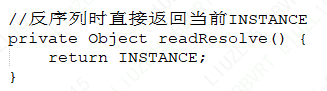 //反序列时直接返回当前INSTANCE
private Object readResolve() {
    return INSTANCE;
}